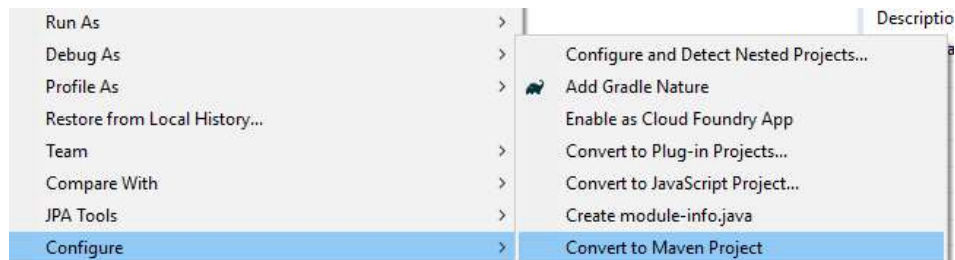 Run As
Debug As
Profile As
Restore from Local History...
Team
Compare With
JPA Tools
Configure
Configure and Detect Nested Projects...
Add Gradle Nature
Enable as Cloud Foundry App
Convert to Plug-in Projects...
Convert to JavaScript Project...
Create module-info.java
Convert to Maven Project
Descriptio